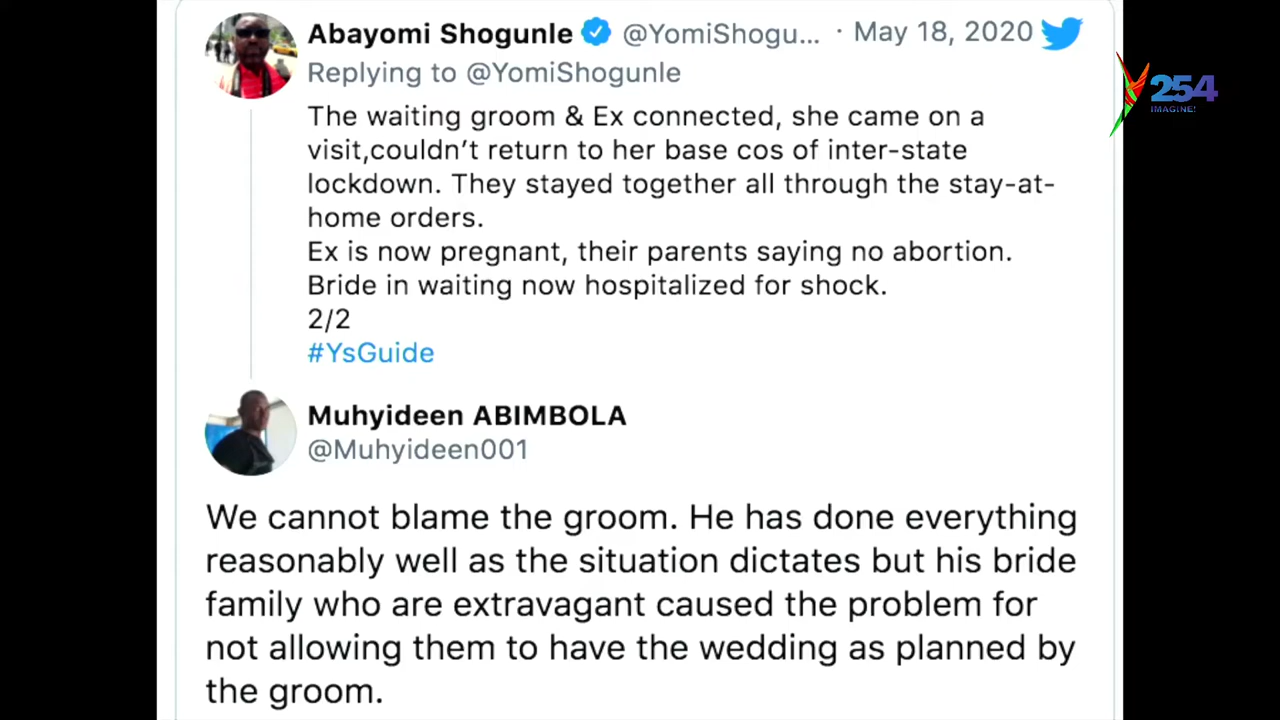 Abayomi Shogunle @YomiShogu... · May 18, 2020
Replying to @YomiShogunle
The waiting groom & Ex connected, she came on a
visit,couldn't return to her base cos of inter-state
lockdown. They stayed together all through the stay-at-
home orders.
Ex is now pregnant, their parents saying no abortion.
Bride in waiting now hospitalized for shock.
2/2
#YsGuide
Muhyideen ABIMBOLA
@Muhyideen001
We cannot blame the groom. He has done everything
reasonably well as the situation dictates but his bride
family who are extravagant caused the problem for
not allowing them to have the wedding as planned by
the groom.
Y254
IMAGINE!